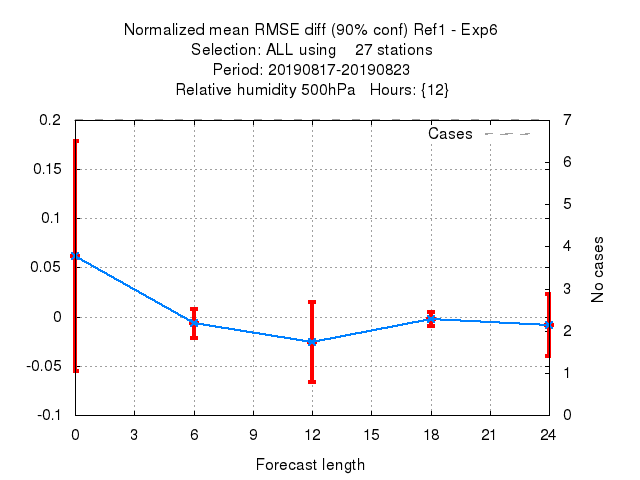 Normalized mean RMSE diff (90% conf) Ref1 - Exp6
Selection: ALL using    27 stations
Period: 20190817-20190823
Relative humidity 500hPa   Hours: {12}
0.2
0.15
0.1
0.05
0
-0.05
-0.1
Cases
7
6
5
4
3
2
1
0
No cases
0 3 6 9 12 15 18 21 24
Forecast length